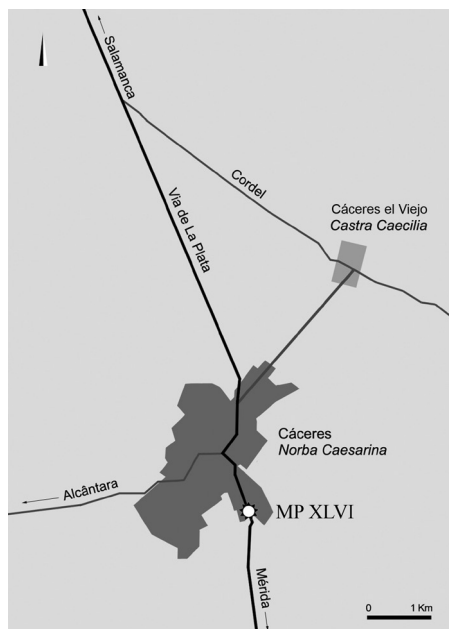 Salamanca
Cordel
Via de La Plata
Cáceres el Viejo
Castra Caecilia
Cáceres
Norba Caesarina
Alcântara
MP XLVI
Mérida
0 1 Km